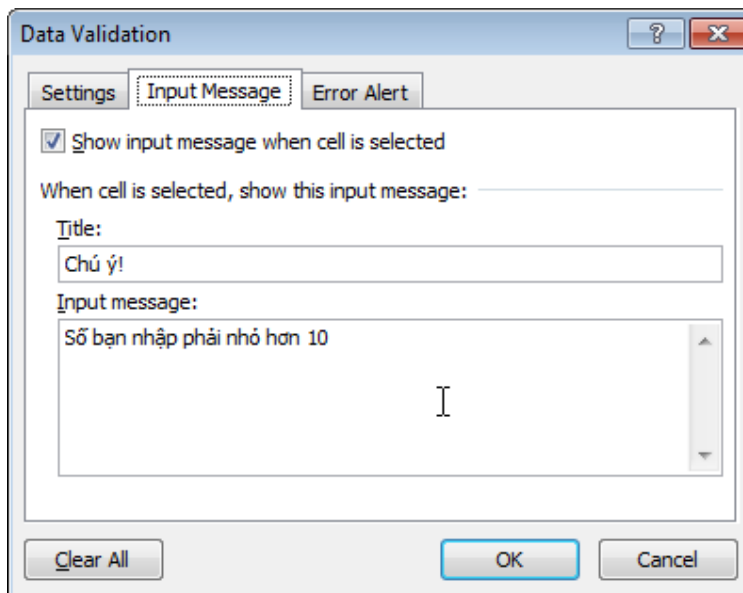 Data Validation
Settings Input Message Error Alert
Show input message when cell is selected
When cell is selected, show this input message:
Title:
Chú ý!
Input message:
Số bạn nhập phải nhỏ hơn 10
Clear All OK Cancel